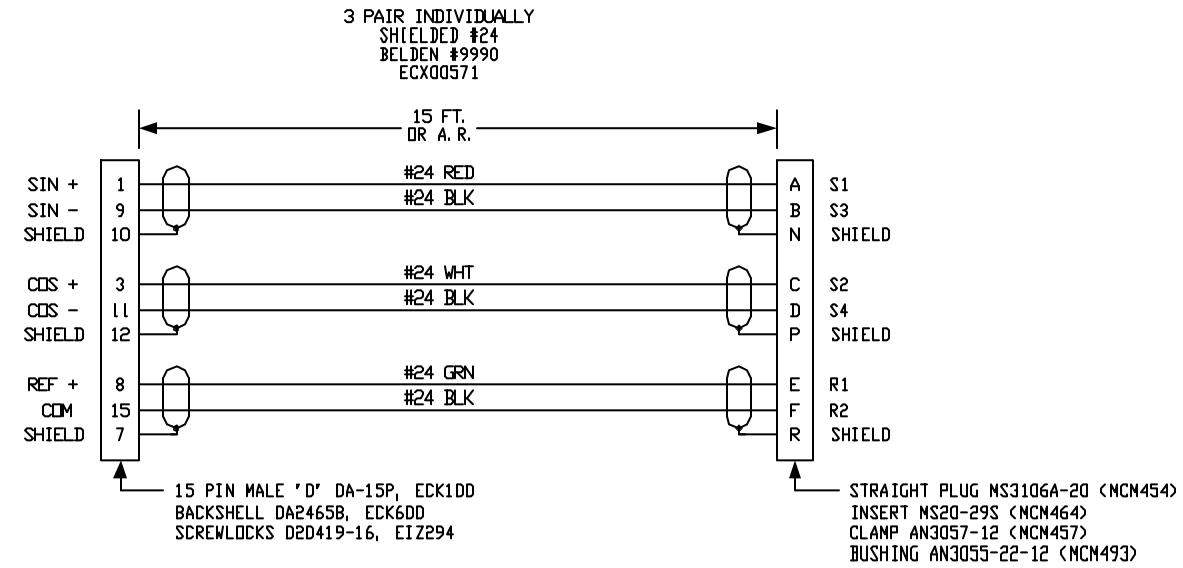 3 PAIR INDIVIDUALLY
SHIELDED #24
BELDEN #9990
ECX00571
15 FT.
OR A.R.
#24 RED
SIN + 1 A S1
#24 BLK
SIN - 9 B S3
SHIELD 10 N SHIELD
#24 WHT
COS + 3 C S2
#24 BLK
COS - 11 D S4
SHIELD 12 P SHIELD
#24 GRN
REF + 8 E R1
#24 BLK
COM 15 F R2
SHIELD 7 R SHIELD
15 PIN MALE 'D' DA-15P, ECK1DD
BACKSHELL DA2465B, ECK6DD
SCREWLOCKS D2D419-16, EIZ294
STRAIGHT PLUG MS3106A-20 (MCM454)
INSERT MS20-29S (MCM464)
CLAMP AN3057-12 (MCM457)
BUSHING AN3055-22-12 (MCM493)